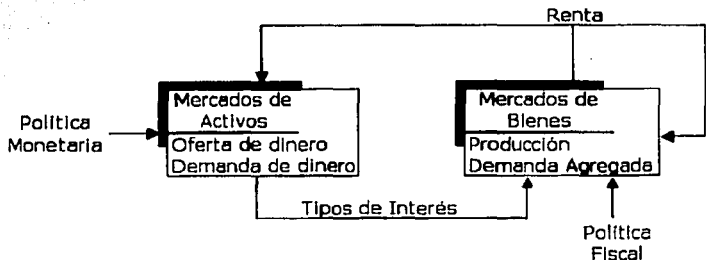 Renta
Mercados de
Activos
Oferta de dinero
Demanda de dinero
Mercados de
Bienes
Producción
Demanda Agregada
Política
Monetaria
Tipos de Interés
Política
Fiscal